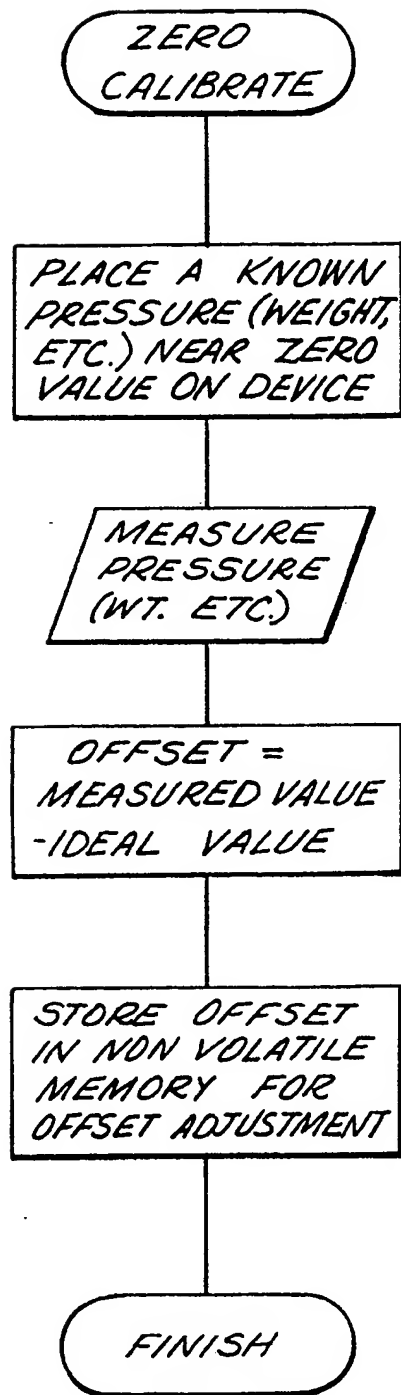 ZERO
CALIBRATE
PLACE A KNOWN
PRESSURE (WEIGHT,
ETC.) NEAR ZERO
VALUE ON DEVICE
MEASURE
PRESSURE
(WT. ETC.)
OFFSET =
MEASURED VALUE
-IDEAL VALUE
STORE OFFSET
IN NON VOLATILE
MEMORY FOR
OFFSET ADJUSTMENT
FINISH